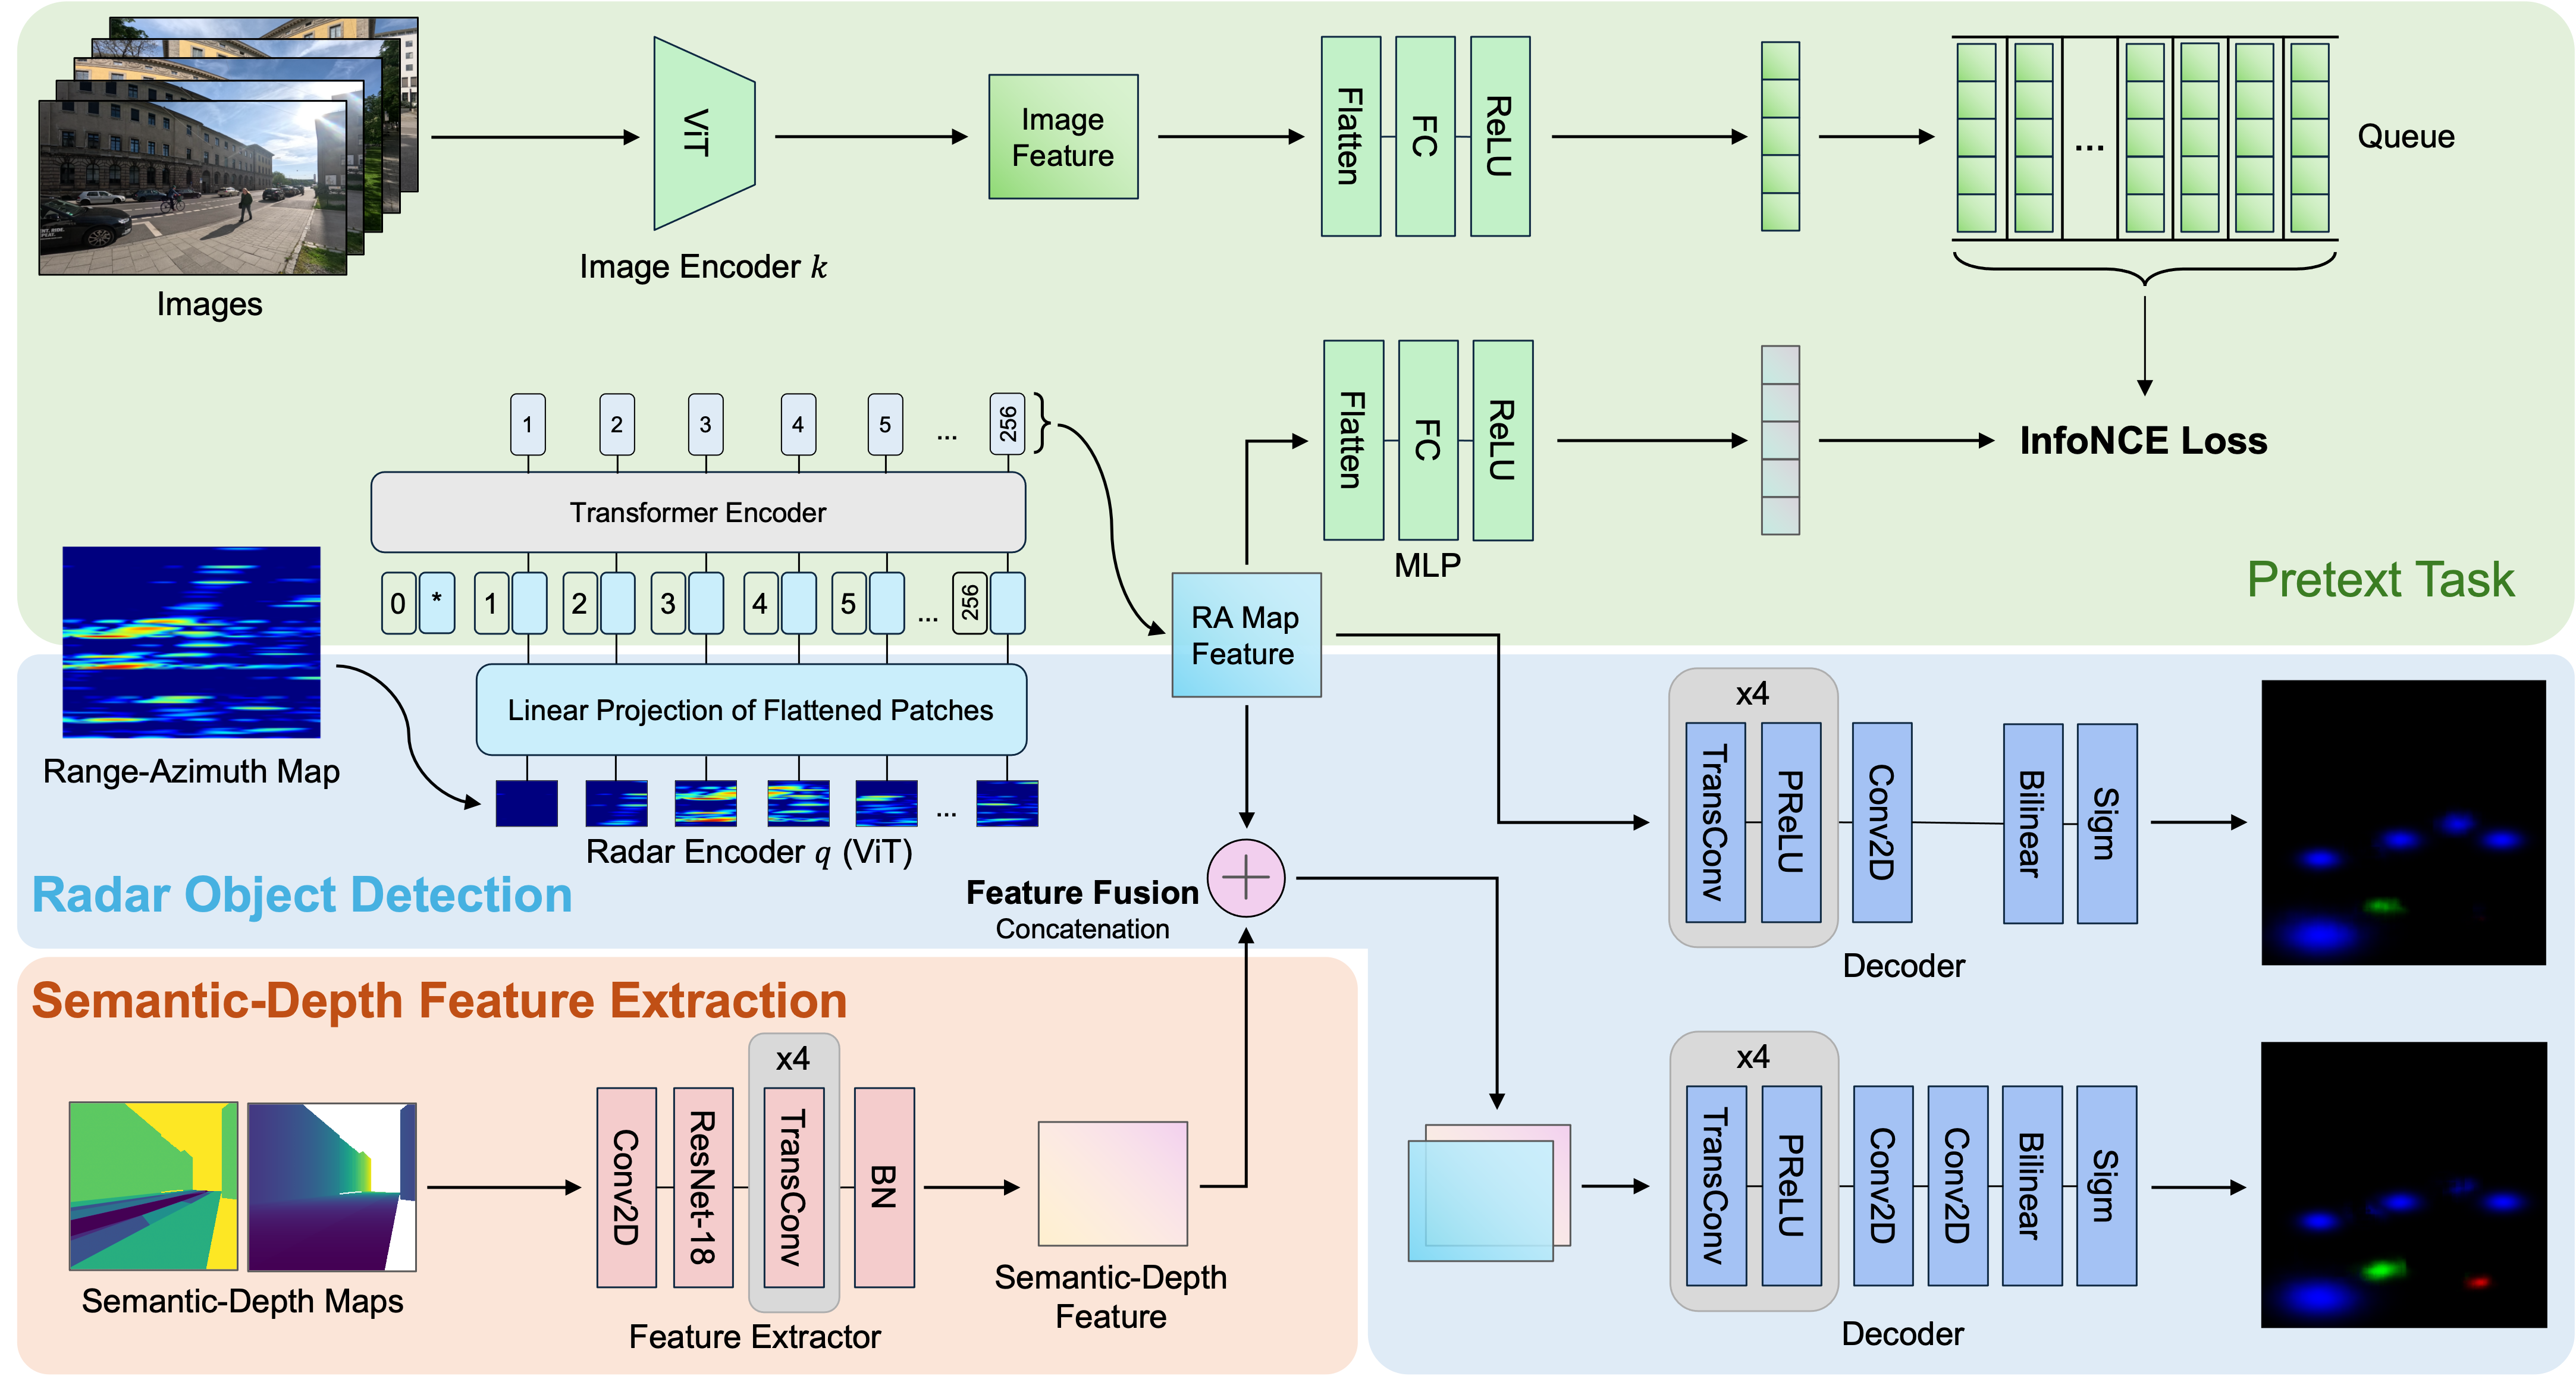 Images
ViT
Image Encoder k
Image
Feature
Flatten
FC
ReLU
...
Queue
1
2
3
4
5
...
256
Transformer Encoder
0
*
1
2
3
4
5
...
256
Linear Projection of Flattened Patches
...
Range-Azimuth Map
Radar Encoder q (ViT)
RA Map
Feature
Flatten
FC
ReLU
MLP
InfoNCE Loss
Pretext Task
Radar Object Detection
Feature Fusion
Concatenation
x4
TransConv
PReLU
Conv2D
Bilinear
Sigm
Decoder
Semantic-Depth Feature Extraction
Semantic-Depth Maps
Conv2D
ResNet-18
x4
TransConv
BN
Feature Extractor
Semantic-Depth
Feature
x4
TransConv
PReLU
Conv2D
Conv2D
Bilinear
Sigm
Decoder